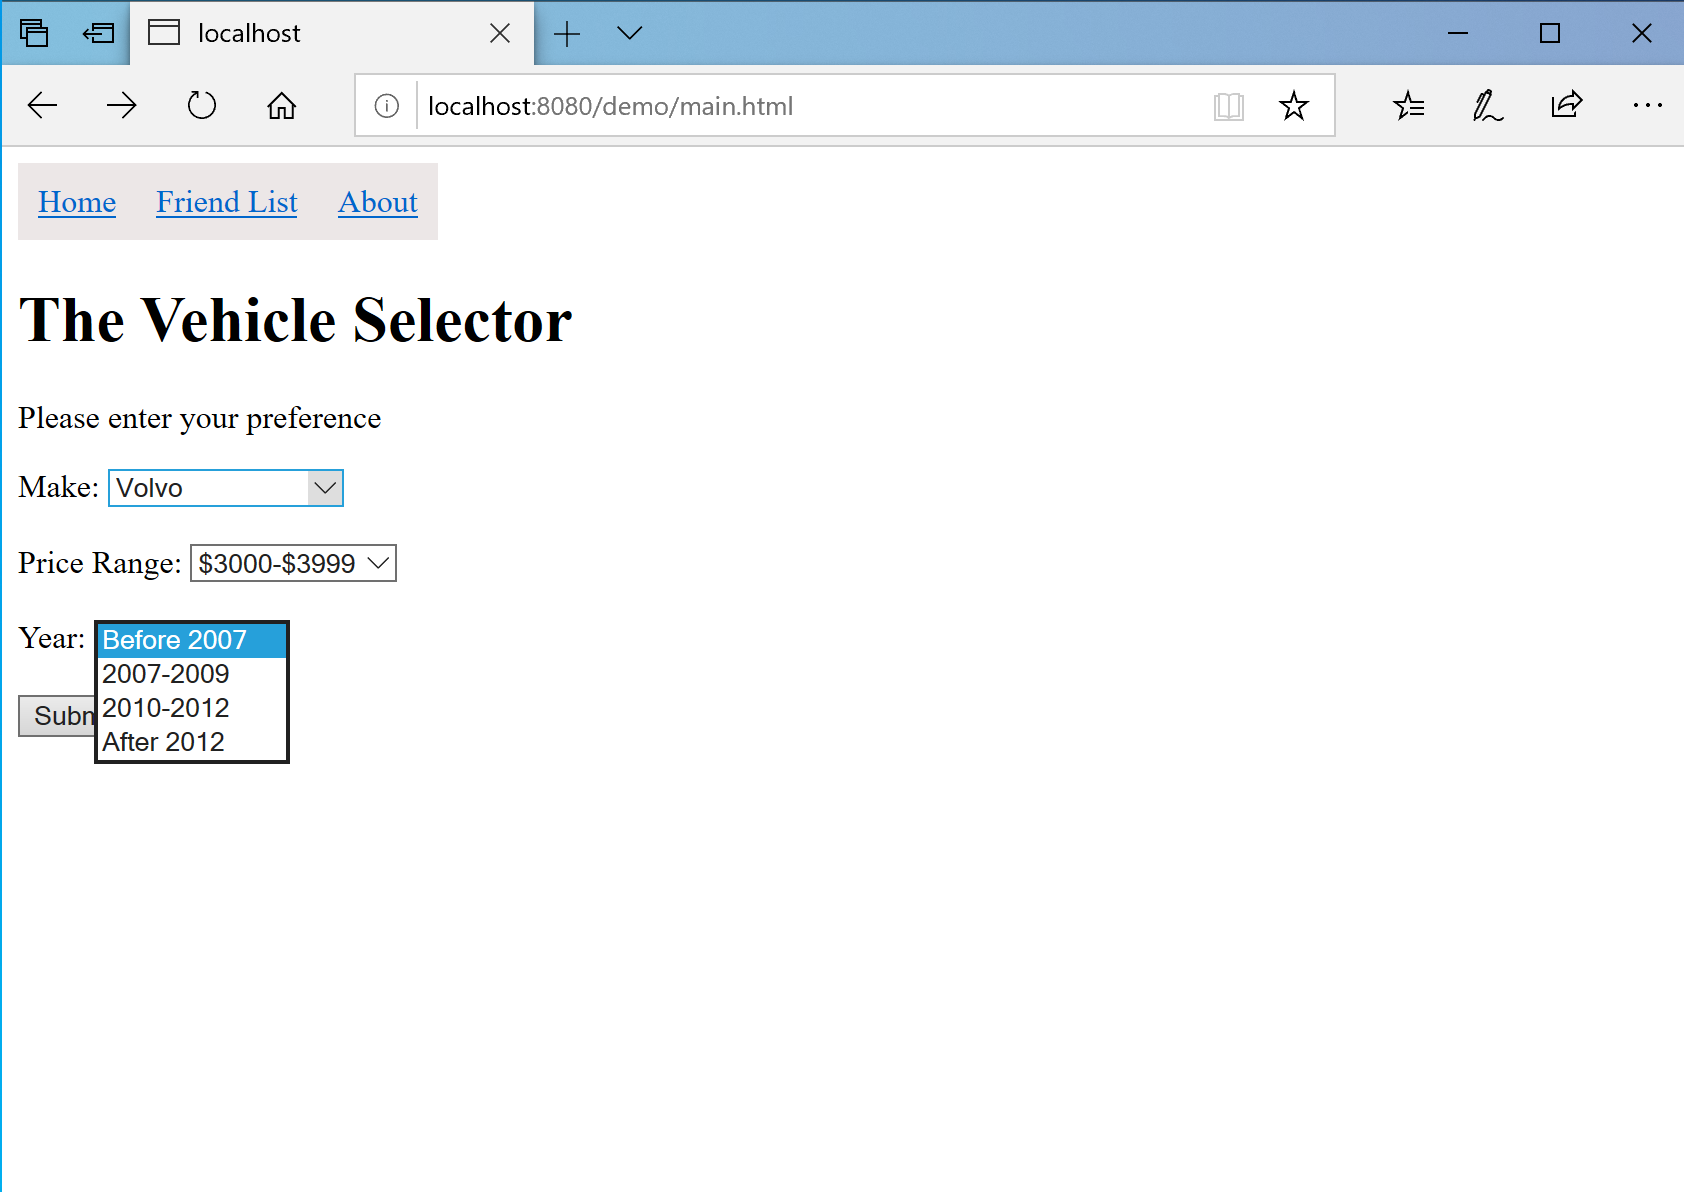 localhost
localhost:8080/demo/main.html
Home Friend List About
The Vehicle Selector
Please enter your preference
Make: Volvo
Price Range: $3000-$3999
Year: Before 2007
2007-2009
Subm 2010-2012
After 2012